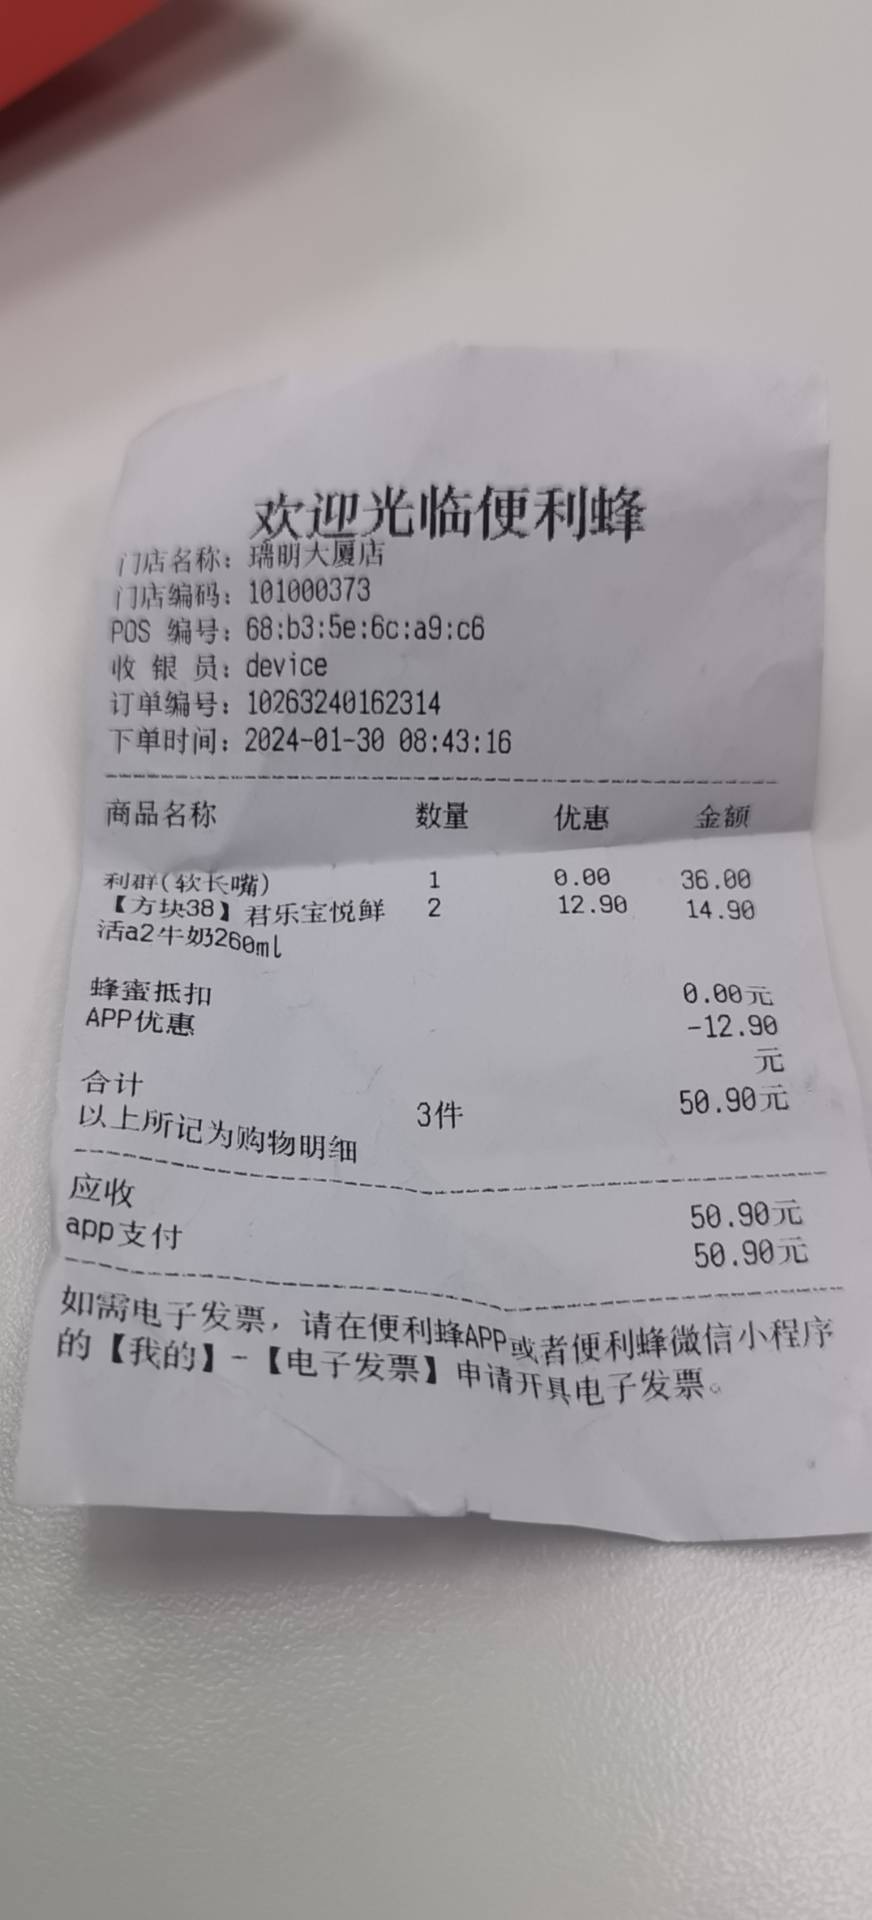 欢迎光临便利蜂
门店名称：瑞明大厦店
门店编码：101000373
POS 编号：68:b3:5e:6c:a9:c6
收 银 员：device
订单编号：10263240162314
下单时间：2024-01-30 08:43:16
商品名称 数量 优惠 金额
利群(软长嘴) 1 0.00 36.00
【方块38】君乐宝悦鲜 2 12.90 14.90
活a2牛奶260ml
蜂蜜抵扣 0.00元
APP优惠 -12.90
元
合计 3件 50.90元
以上所记为购物明细
应收 50.90元
app支付 50.90元
如需电子发票，请在便利蜂APP或者便利蜂微信小程序
的【我的】-【电子发票】申请开具电子发票。